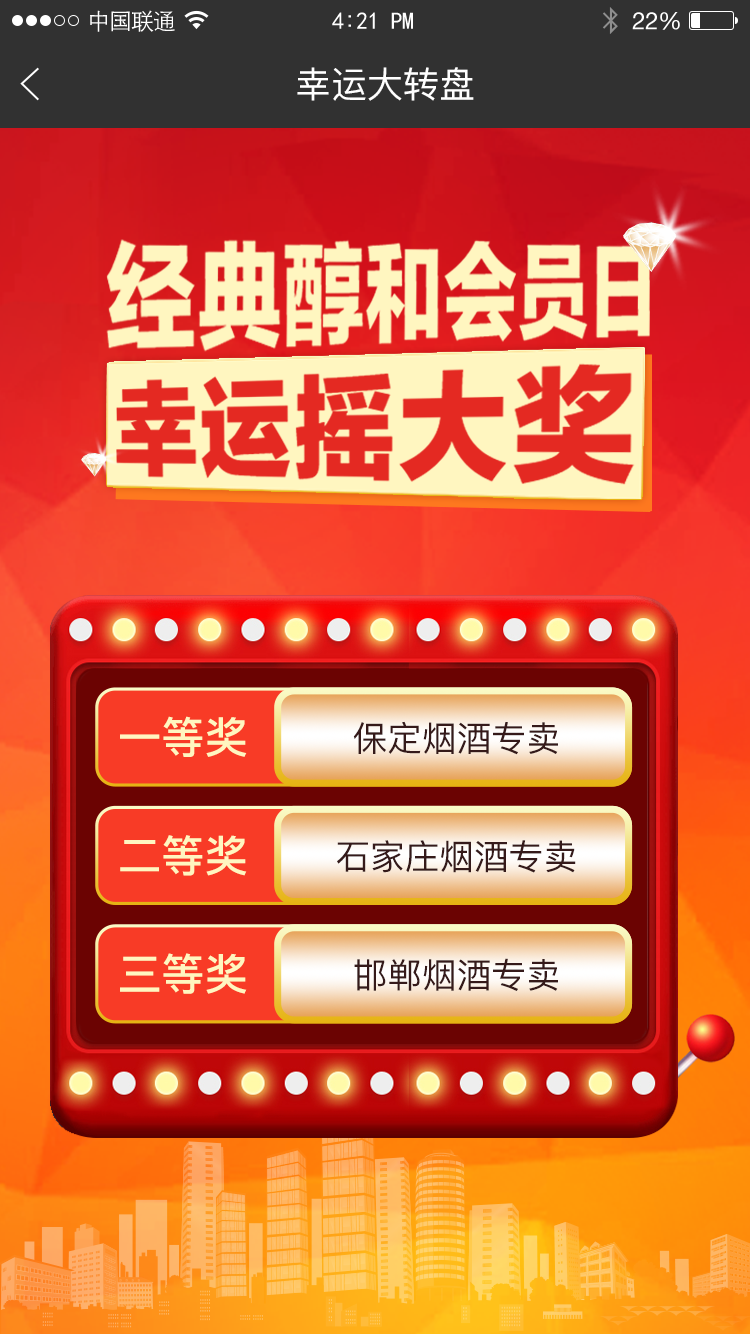 中国联通 4:21 PM 22%
幸运大转盘
经典醇和会员日
幸运摇大奖
一等奖 保定烟酒专卖
二等奖 石家庄烟酒专卖
三等奖 邯郸烟酒专卖